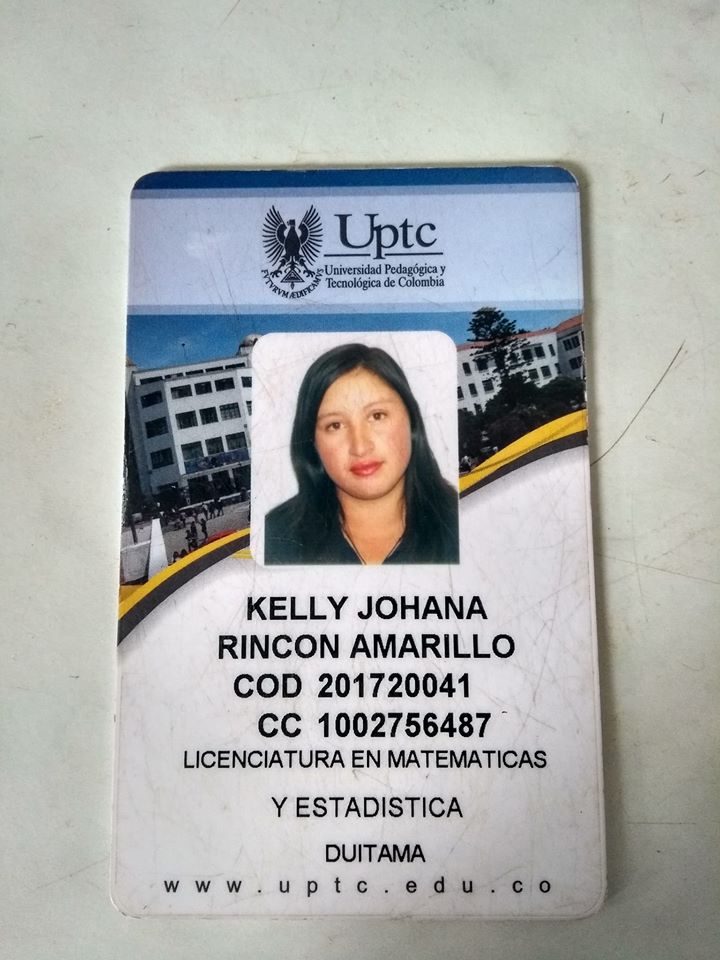 Uptc
Universidad Pedagógica y
Tecnológica de Colombia
FVTVRVM ÆDIFICAMVS
KELLY JOHANA
RINCON AMARILLO
COD 201720041
CC 1002756487
LICENCIATURA EN MATEMATICAS
Y ESTADISTICA
DUITAMA
www.uptc.edu.co